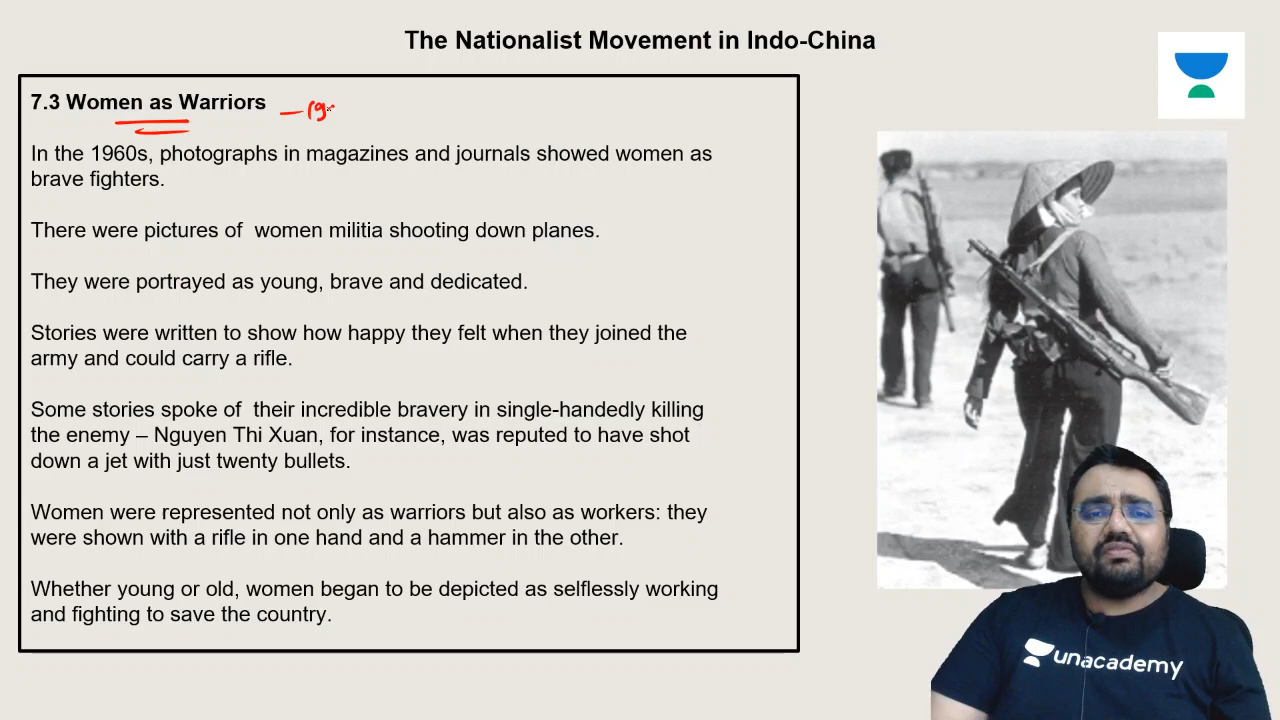 The Nationalist Movement in Indo-China
7.3 Women as Warriors
— 19
In the 1960s, photographs in magazines and journals showed women as
brave fighters.
There were pictures of  women militia shooting down planes.
They were portrayed as young, brave and dedicated.
Stories were written to show how happy they felt when they joined the
army and could carry a rifle.
Some stories spoke of  their incredible bravery in single-handedly killing
the enemy – Nguyen Thi Xuan, for instance, was reputed to have shot
down a jet with just twenty bullets.
Women were represented not only as warriors but also as workers: they
were shown with a rifle in one hand and a hammer in the other.
Whether young or old, women began to be depicted as selflessly working
and fighting to save the country.
unacademy